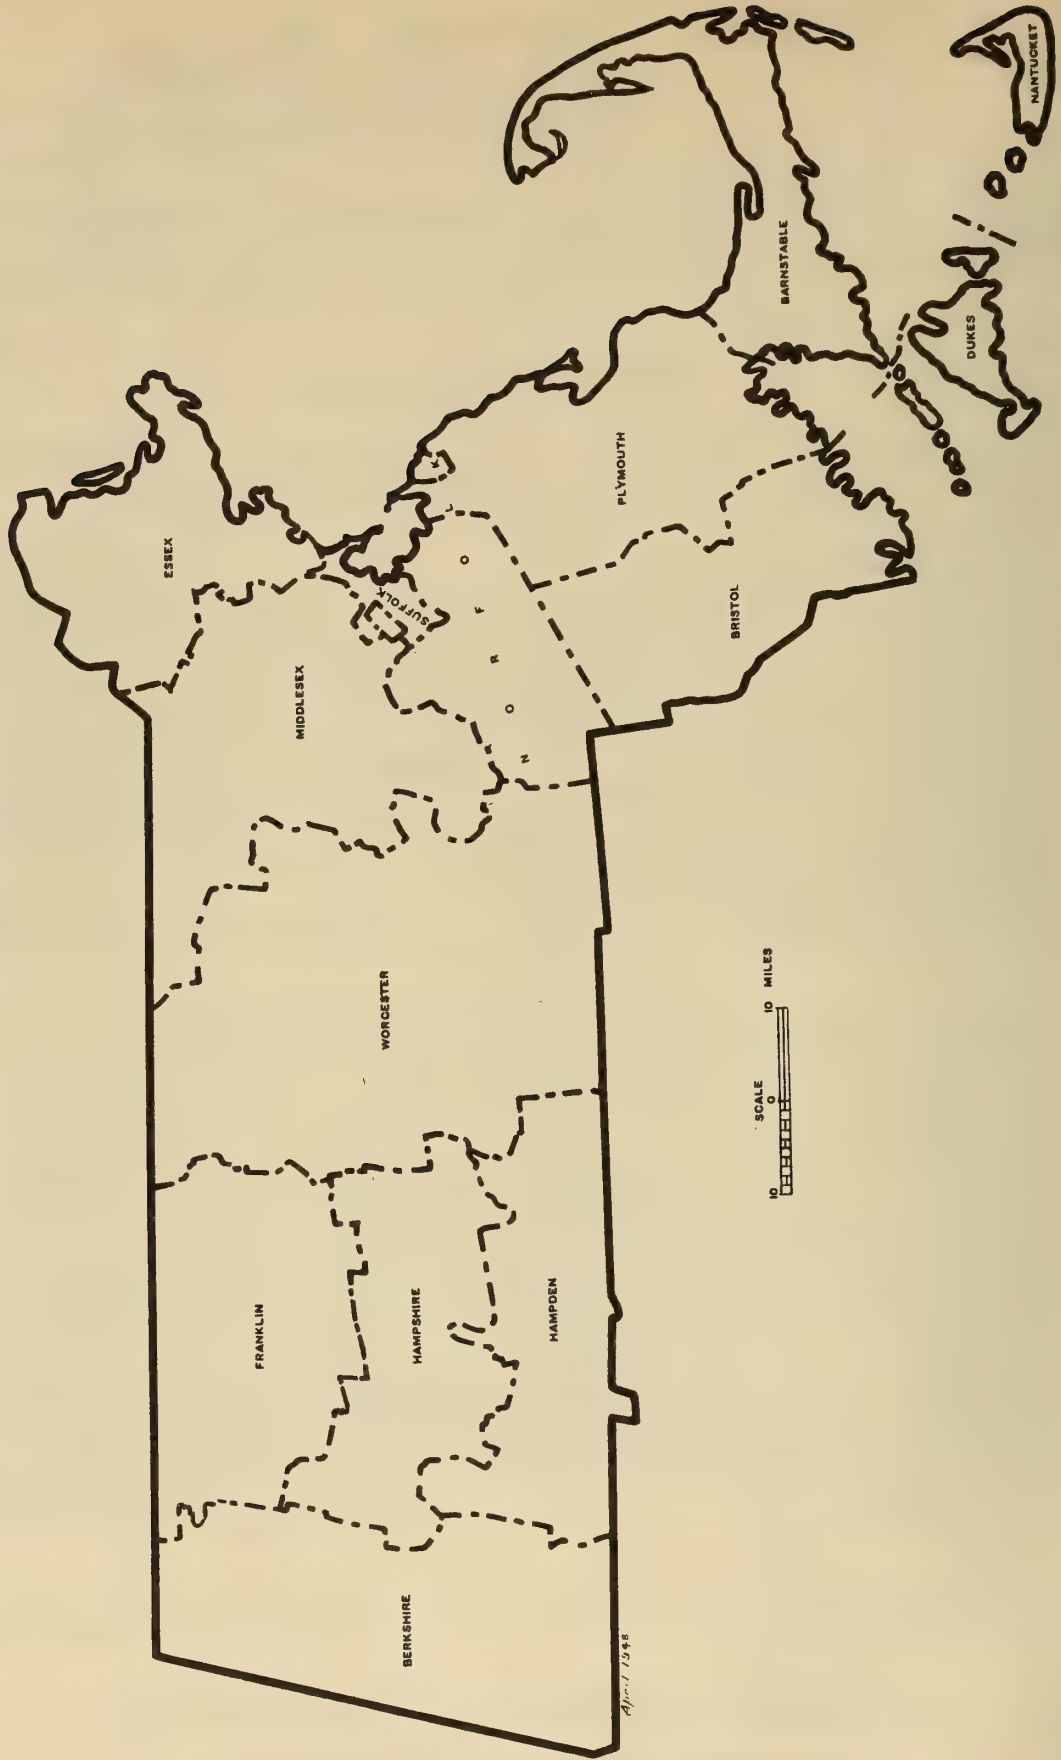 ESSEX
MIDDLESEX
SUFFOLK
NORFOLK
PLYMOUTH
BRISTOL
BARNSTABLE
DUKES
NANTUCKET
WORCESTER
FRANKLIN
HAMPSHIRE
HAMPDEN
BERKSHIRE
SCALE
10 0 10 MILES
April 1948